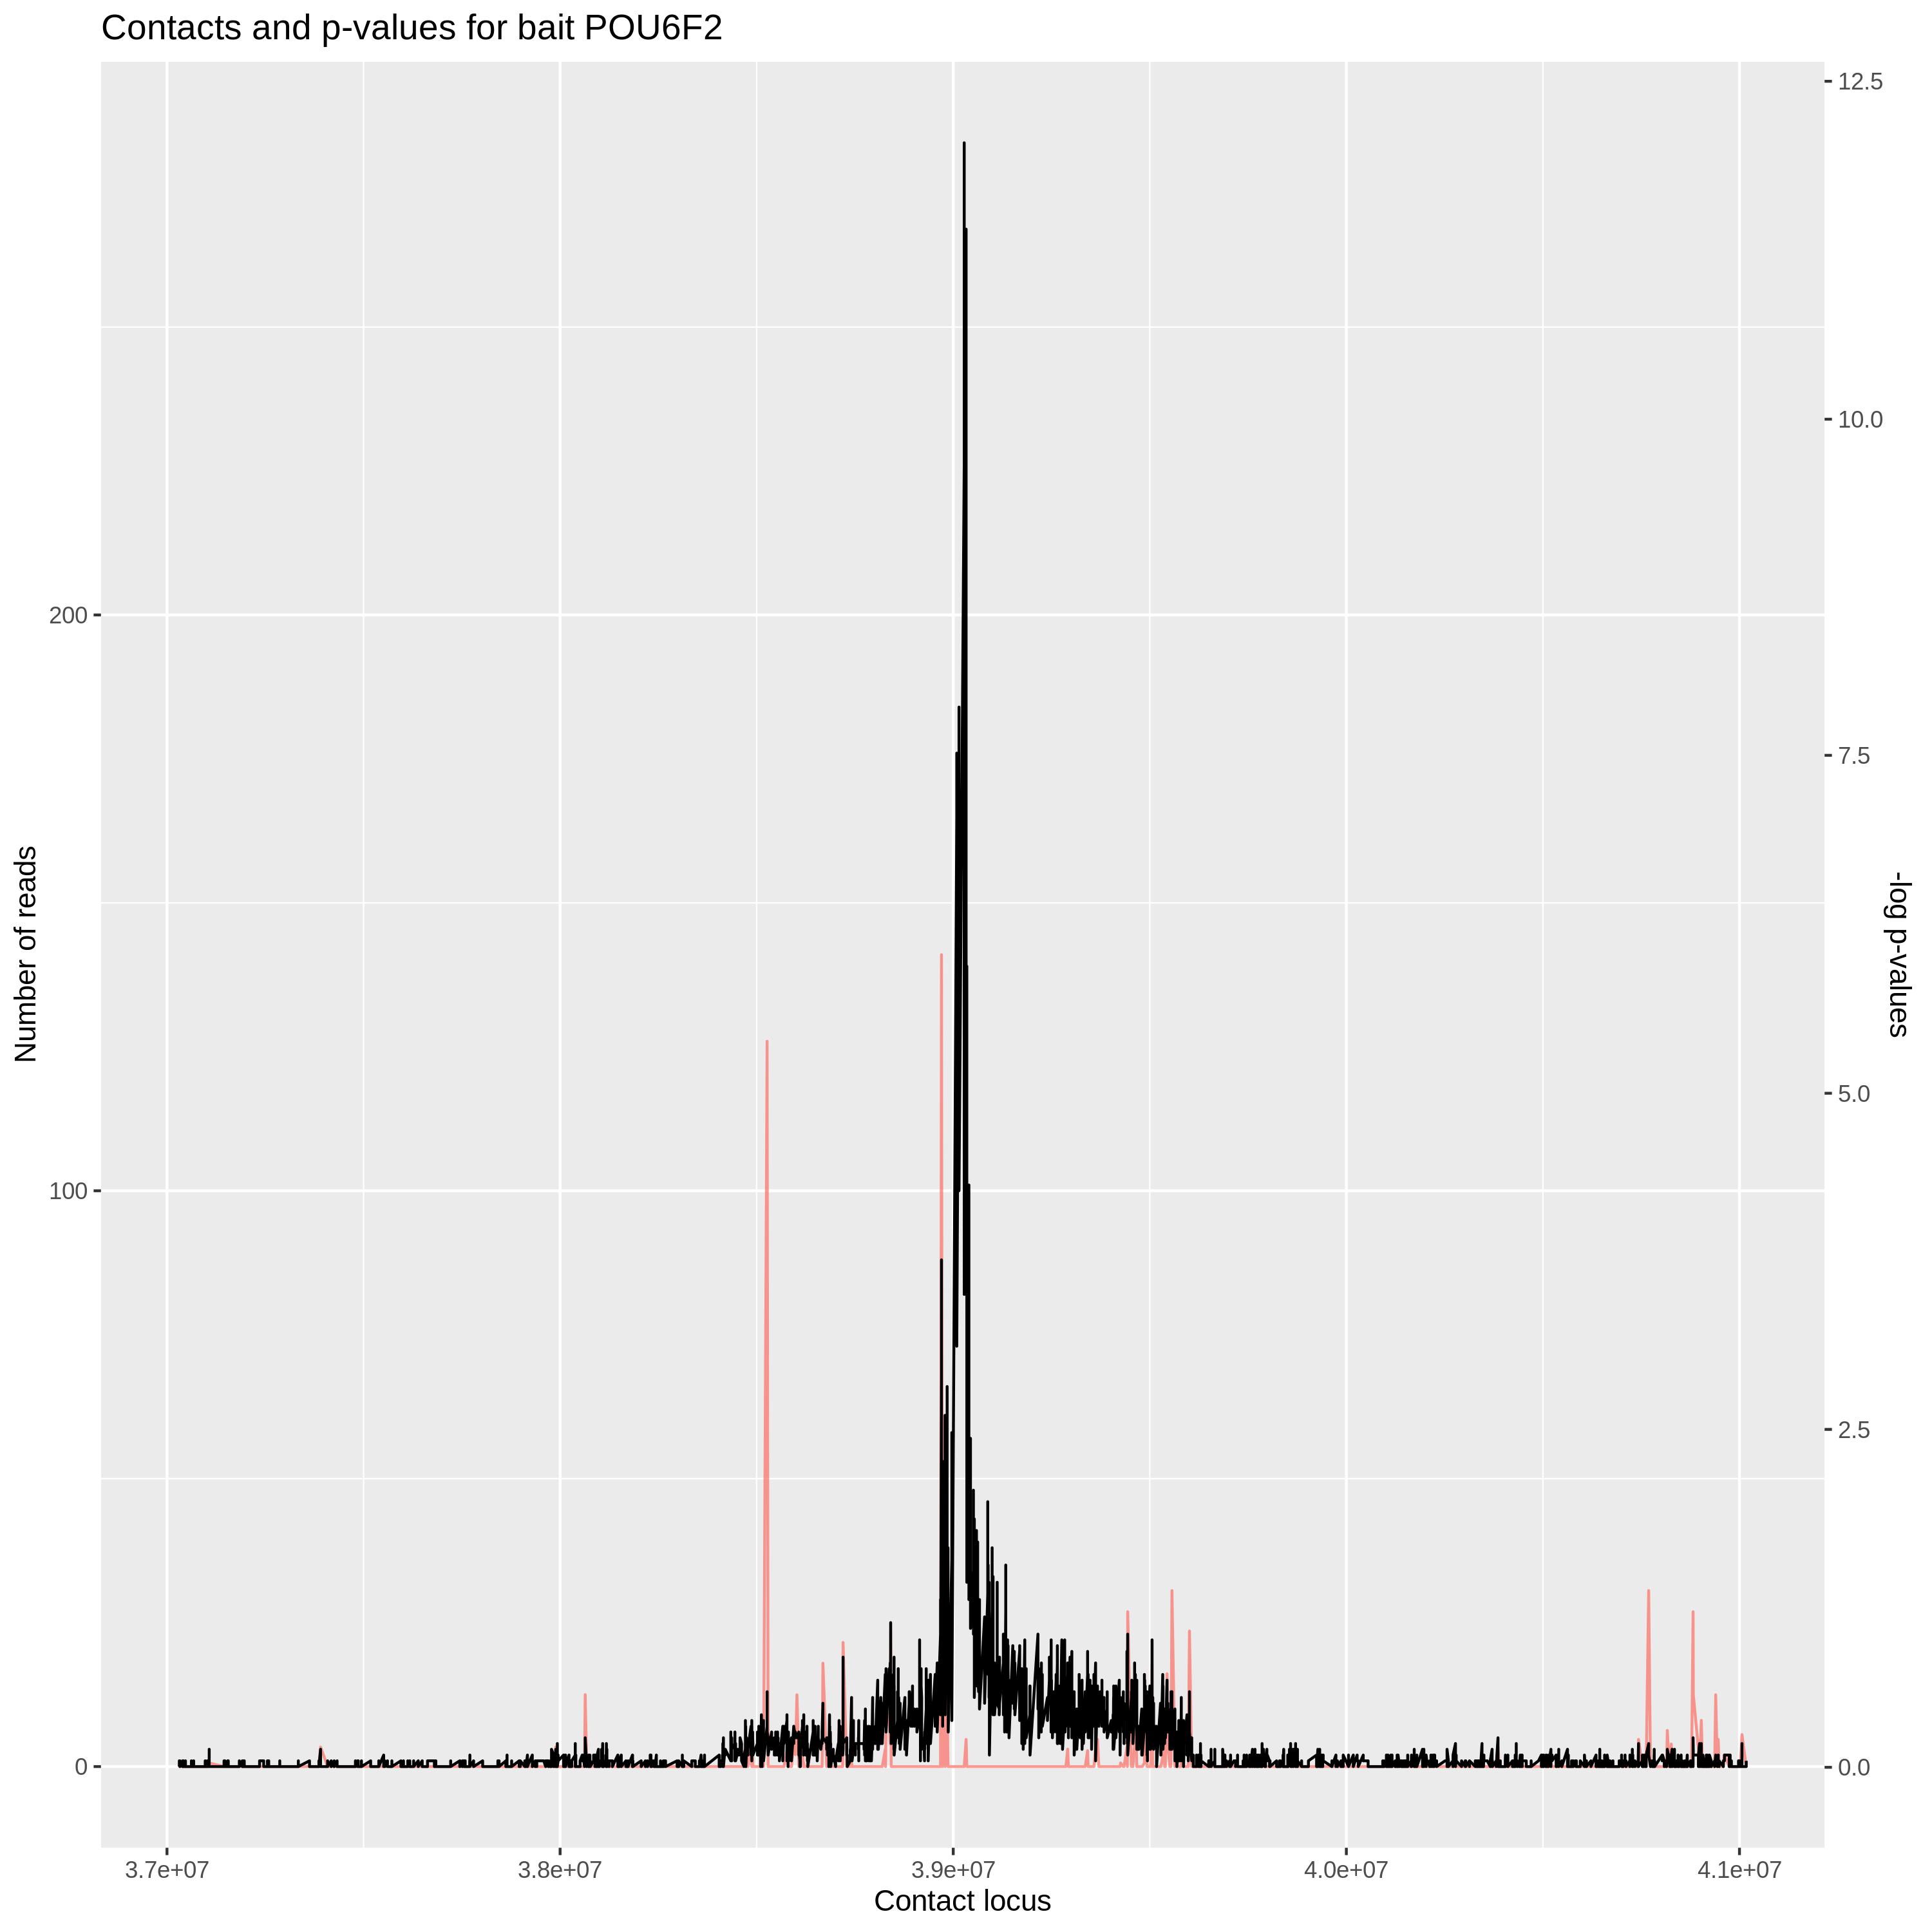 Contacts and p-values for bait POU6F2
12.5
10.0
200
7.5
Number of reads
-log p-values
5.0
100
2.5
0
0.0
3.7e+07 3.8e+07 3.9e+07 4.0e+07 4.1e+07
Contact locus